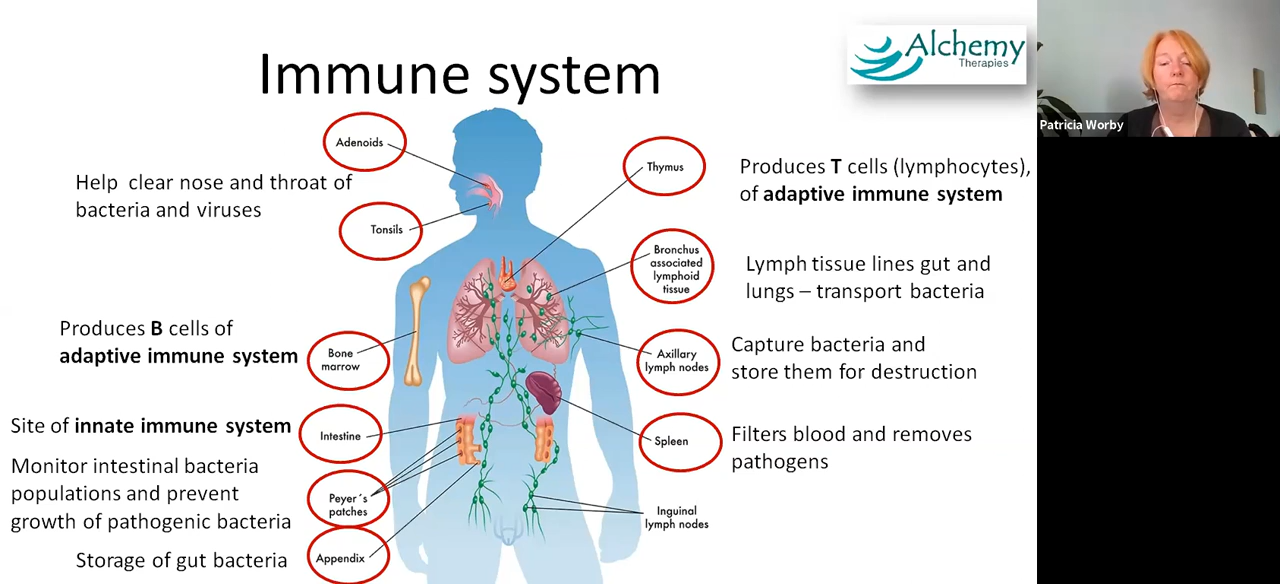 Immune system
Alchemy
Therapies
Patricia Worby
Adenoids
Help clear nose and throat of
bacteria and viruses
Tonsils
Thymus
Produces T cells (lymphocytes),
of adaptive immune system
Bronchus
associated
lymphoid
tissue
Lymph tissue lines gut and
lungs – transport bacteria
Produces B cells of
adaptive immune system
Bone
marrow
Axillary
lymph nodes
Capture bacteria and
store them for destruction
Site of innate immune system
Intestine
Spleen
Filters blood and removes
pathogens
Monitor intestinal bacteria
populations and prevent
growth of pathogenic bacteria
Peyer´s
patches
Inguinal
lymph nodes
Storage of gut bacteria
Appendix